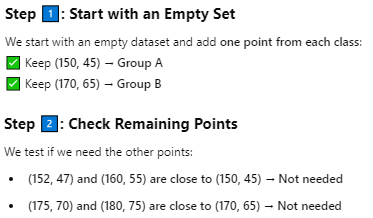 Step 1️⃣: Start with an Empty Set
We start with an empty dataset and add one point from each class:
✅ Keep (150, 45) → Group A
✅ Keep (170, 65) → Group B
Step 2️⃣: Check Remaining Points
We test if we need the other points:
• (152, 47) and (160, 55) are close to (150, 45) → Not needed
• (175, 70) and (180, 75) are close to (170, 65) → Not needed